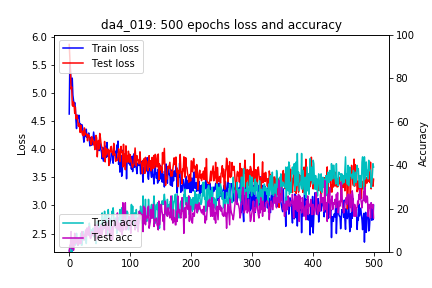 da4_019: 500 epochs loss and accuracy
6.0
5.5
5.0
4.5
4.0
3.5
3.0
2.5
Loss
Train loss
Test loss
Train acc
Test acc
100
80
60
40
20
0
Accuracy
0 100 200 300 400 500